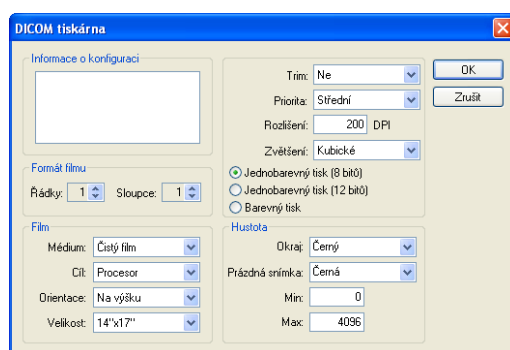 DICOM tiskárna
Informace o konfiguraci
Trim: Ne
Priorita: Střední
Rozlišení: 200 DPI
Zvětšení: Kubické
Jednobarevný tisk (8 bitů)
Jednobarevný tisk (12 bitů)
Barevný tisk
OK
Zrušit
Formát filmu
Řádky: 1 Sloupce: 1
Film
Médium: Čistý film
Cíl: Procesor
Orientace: Na výšku
Velikost: 14"x17"
Hustota
Okraj: Černý
Prázdná snímka: Černá
Min: 0
Max: 4096